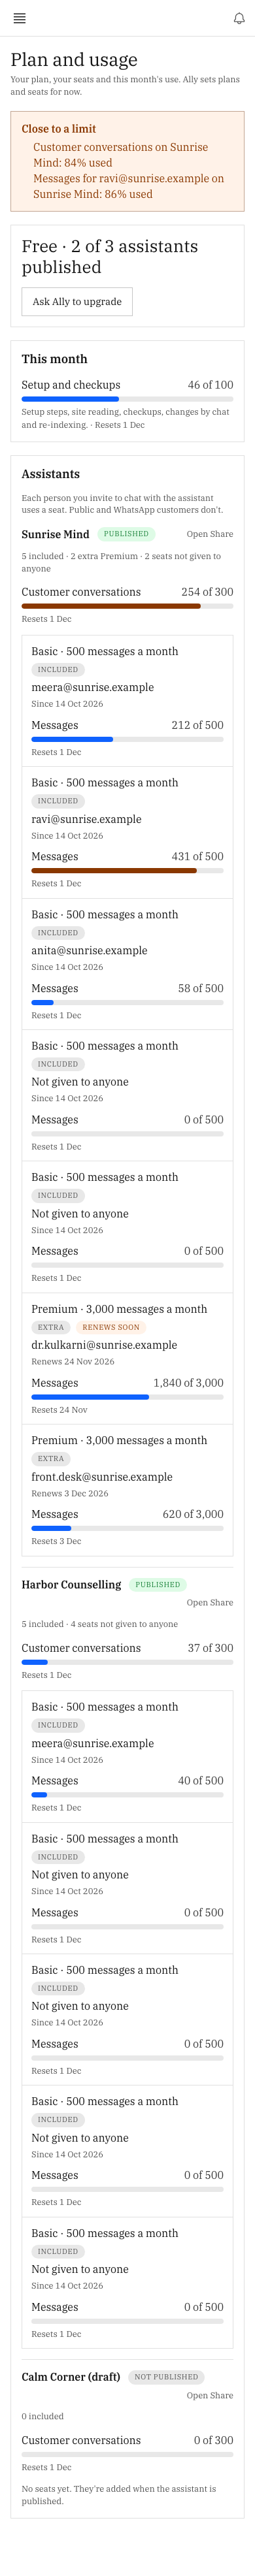 Plan and usage
Your plan, your seats and this month's use. Ally sets plans
and seats for now.
Close to a limit
Customer conversations on Sunrise
Mind: 84% used
Messages for ravi@sunrise.example on
Sunrise Mind: 86% used
Free · 2 of 3 assistants
published
Ask Ally to upgrade
This month
Setup and checkups 46 of 100
Setup steps, site reading, checkups, changes by chat
and re-indexing. · Resets 1 Dec
Assistants
Each person you invite to chat with the assistant
uses a seat. Public and WhatsApp customers don't.
Sunrise Mind PUBLISHED Open Share
5 included · 2 extra Premium · 2 seats not given to
anyone
Customer conversations 254 of 300
Resets 1 Dec
Basic · 500 messages a month
INCLUDED
meera@sunrise.example
Since 14 Oct 2026
Messages 212 of 500
Resets 1 Dec
Basic · 500 messages a month
INCLUDED
ravi@sunrise.example
Since 14 Oct 2026
Messages 431 of 500
Resets 1 Dec
Basic · 500 messages a month
INCLUDED
anita@sunrise.example
Since 14 Oct 2026
Messages 58 of 500
Resets 1 Dec
Basic · 500 messages a month
INCLUDED
Not given to anyone
Since 14 Oct 2026
Messages 0 of 500
Resets 1 Dec
Basic · 500 messages a month
INCLUDED
Not given to anyone
Since 14 Oct 2026
Messages 0 of 500
Resets 1 Dec
Premium · 3,000 messages a month
EXTRA RENEWS SOON
dr.kulkarni@sunrise.example
Renews 24 Nov 2026
Messages 1,840 of 3,000
Resets 24 Nov
Premium · 3,000 messages a month
EXTRA
front.desk@sunrise.example
Renews 3 Dec 2026
Messages 620 of 3,000
Resets 3 Dec
Harbor Counselling PUBLISHED
Open Share
5 included · 4 seats not given to anyone
Customer conversations 37 of 300
Resets 1 Dec
Basic · 500 messages a month
INCLUDED
meera@sunrise.example
Since 14 Oct 2026
Messages 40 of 500
Resets 1 Dec
Basic · 500 messages a month
INCLUDED
Not given to anyone
Since 14 Oct 2026
Messages 0 of 500
Resets 1 Dec
Basic · 500 messages a month
INCLUDED
Not given to anyone
Since 14 Oct 2026
Messages 0 of 500
Resets 1 Dec
Basic · 500 messages a month
INCLUDED
Not given to anyone
Since 14 Oct 2026
Messages 0 of 500
Resets 1 Dec
Basic · 500 messages a month
INCLUDED
Not given to anyone
Since 14 Oct 2026
Messages 0 of 500
Resets 1 Dec
Calm Corner (draft) NOT PUBLISHED
Open Share
0 included
Customer conversations 0 of 300
Resets 1 Dec
No seats yet. They're added when the assistant is
published.